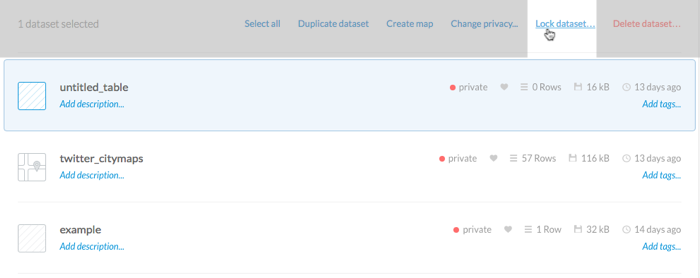 1 dataset selected Select all Duplicate dataset Create map Change privacy... Lock dataset... Delete dataset...
untitled_table private 0 Rows 16 kB 13 days ago
Add description... Add tags...
twitter_citymaps private 57 Rows 116 kB 13 days ago
Add description... Add tags...
example private 1 Row 32 kB 14 days ago
Add description... Add tags...